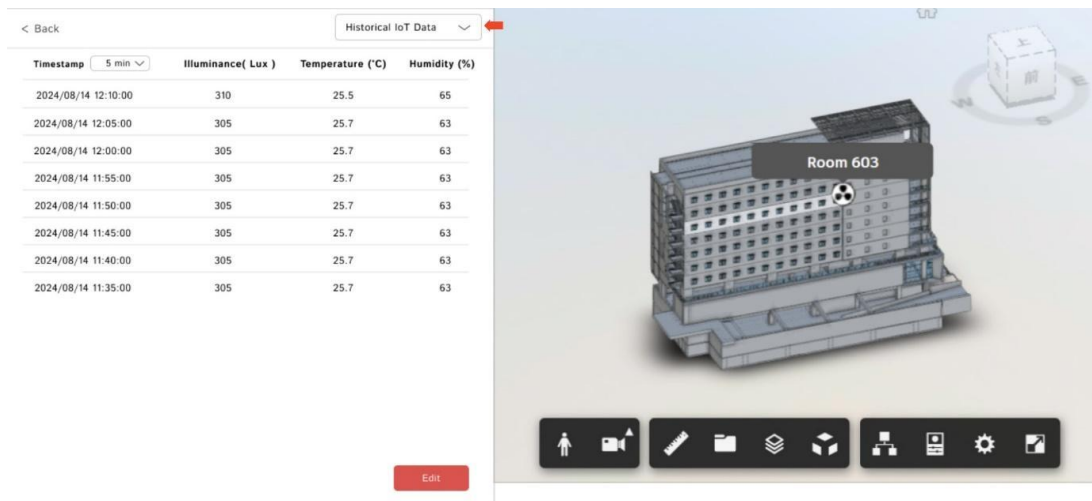 < Back
Historical IoT Data
Timestamp 5 min Illuminance( Lux ) Temperature (°C) Humidity (%)
2024/08/14 12:10:00 310 25.5 65
2024/08/14 12:05:00 305 25.7 63
2024/08/14 12:00:00 305 25.7 63
2024/08/14 11:55:00 305 25.7 63
2024/08/14 11:50:00 305 25.7 63
2024/08/14 11:45:00 305 25.7 63
2024/08/14 11:40:00 305 25.7 63
2024/08/14 11:35:00 305 25.7 63
Edit
Room 603
上
前
W
S
E